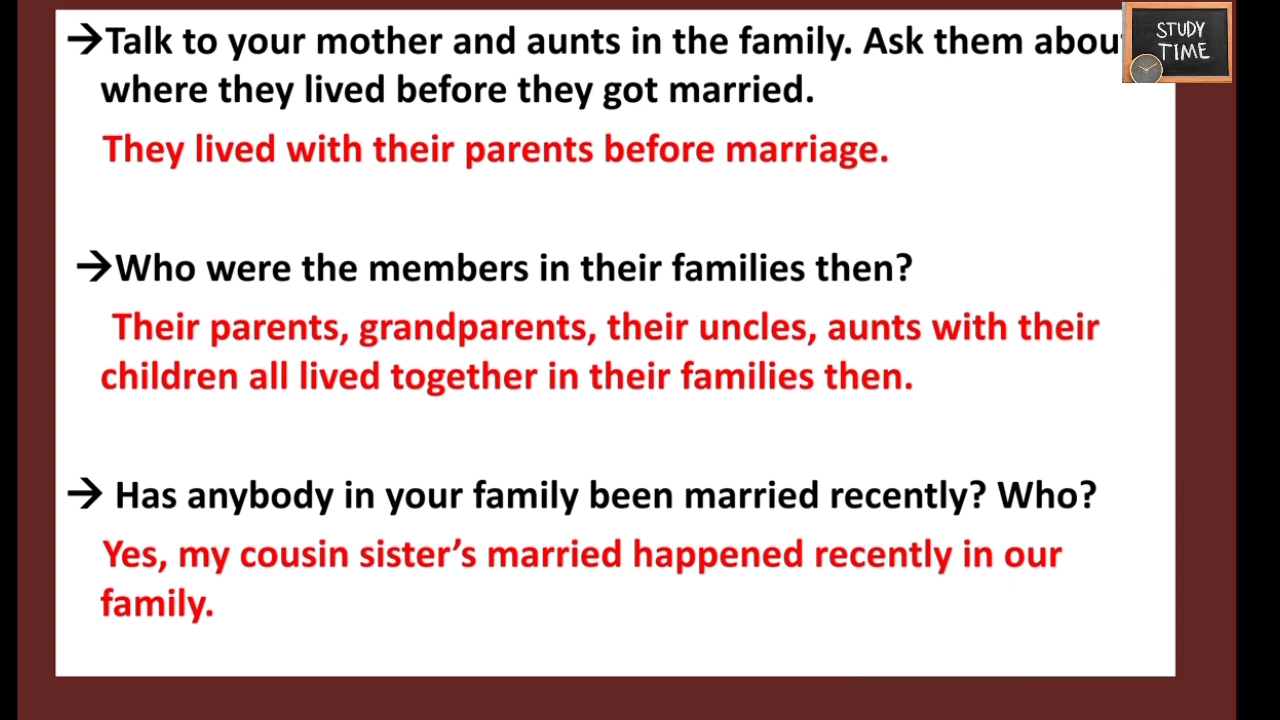 →Talk to your mother and aunts in the family. Ask them abou
where they lived before they got married.
They lived with their parents before marriage.
→Who were the members in their families then?
Their parents, grandparents, their uncles, aunts with their
children all lived together in their families then.
→ Has anybody in your family been married recently? Who?
Yes, my cousin sister’s married happened recently in our
family.
STUDY
TIME